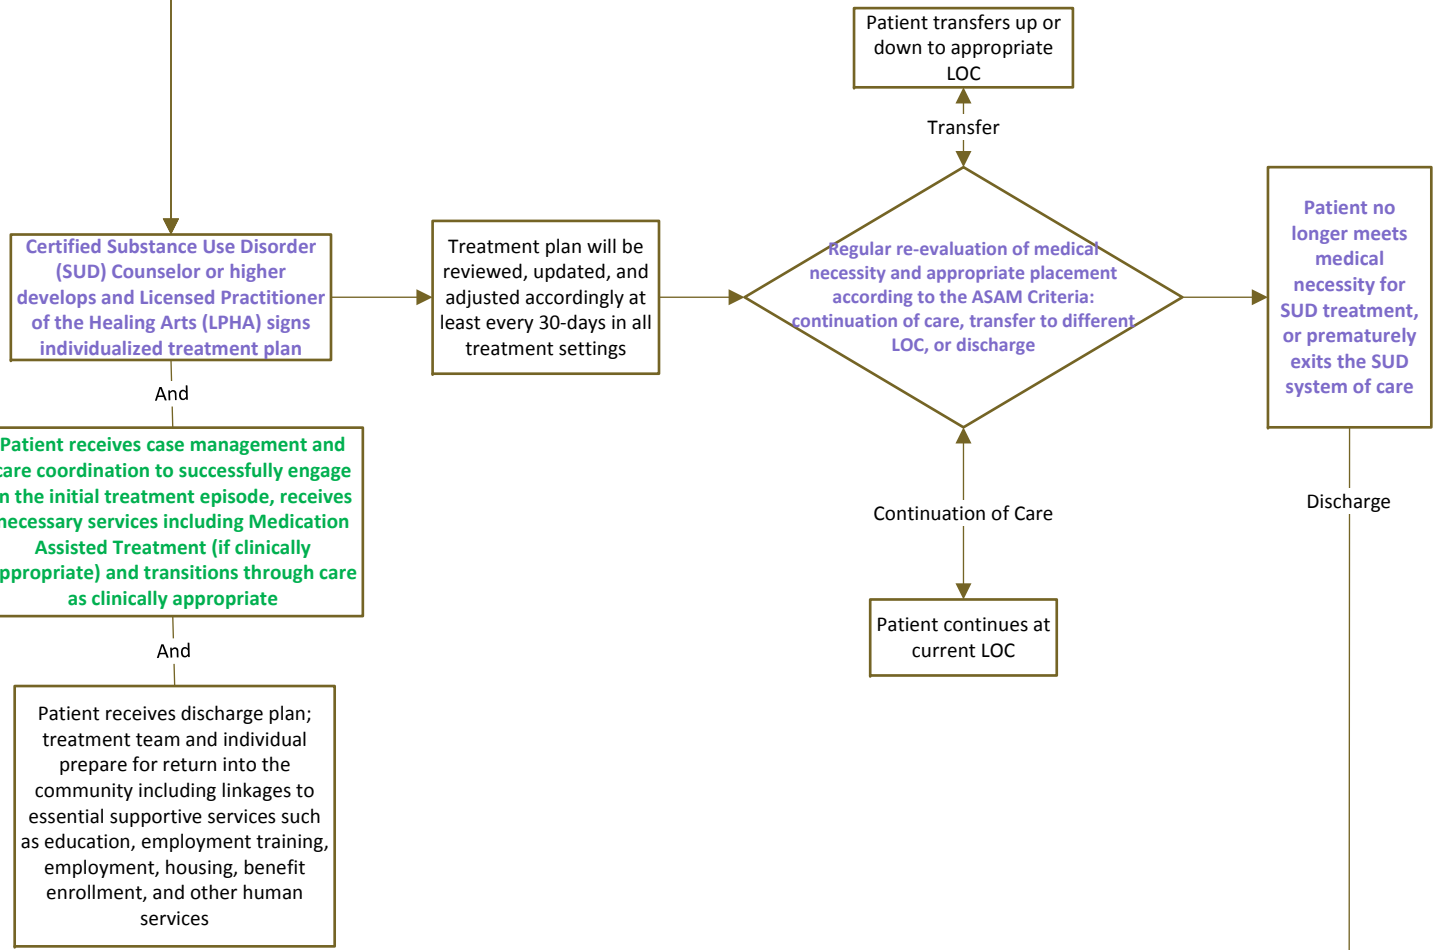 Patient transfers up or
down to appropriate
LOC
Transfer
Certified Substance Use Disorder
(SUD) Counselor or higher
develops and Licensed Practitioner
of the Healing Arts (LPHA) signs
individualized treatment plan
Treatment plan will be
reviewed, updated, and
adjusted accordingly at
least every 30-days in all
treatment settings
Regular re-evaluation of medical
necessity and appropriate placement
according to the ASAM Criteria:
continuation of care, transfer to different
LOC, or discharge
Patient no
longer meets
medical
necessity for
SUD treatment,
or prematurely
exits the SUD
system of care
And
Patient receives case management and
care coordination to successfully engage
n the initial treatment episode, receives
necessary services including Medication
Assisted Treatment (if clinically
ppropriate) and transitions through care
as clinically appropriate
Continuation of Care
Discharge
Patient continues at
current LOC
And
Patient receives discharge plan;
treatment team and individual
prepare for return into the
community including linkages to
essential supportive services such
as education, employment training,
employment, housing, benefit
enrollment, and other human
services